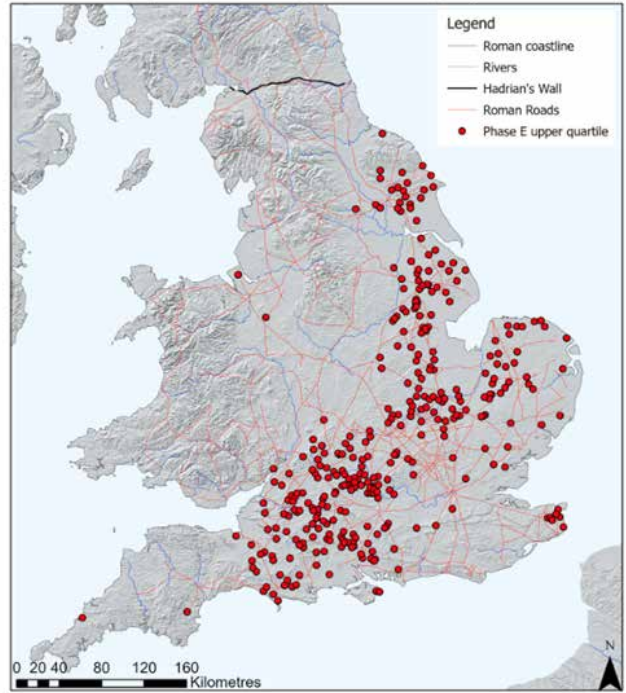 Legend
Roman coastline
Rivers
Hadrian's Wall
Roman Roads
Phase E upper quartile
N
0 20 40 80 120 160
Kilometres